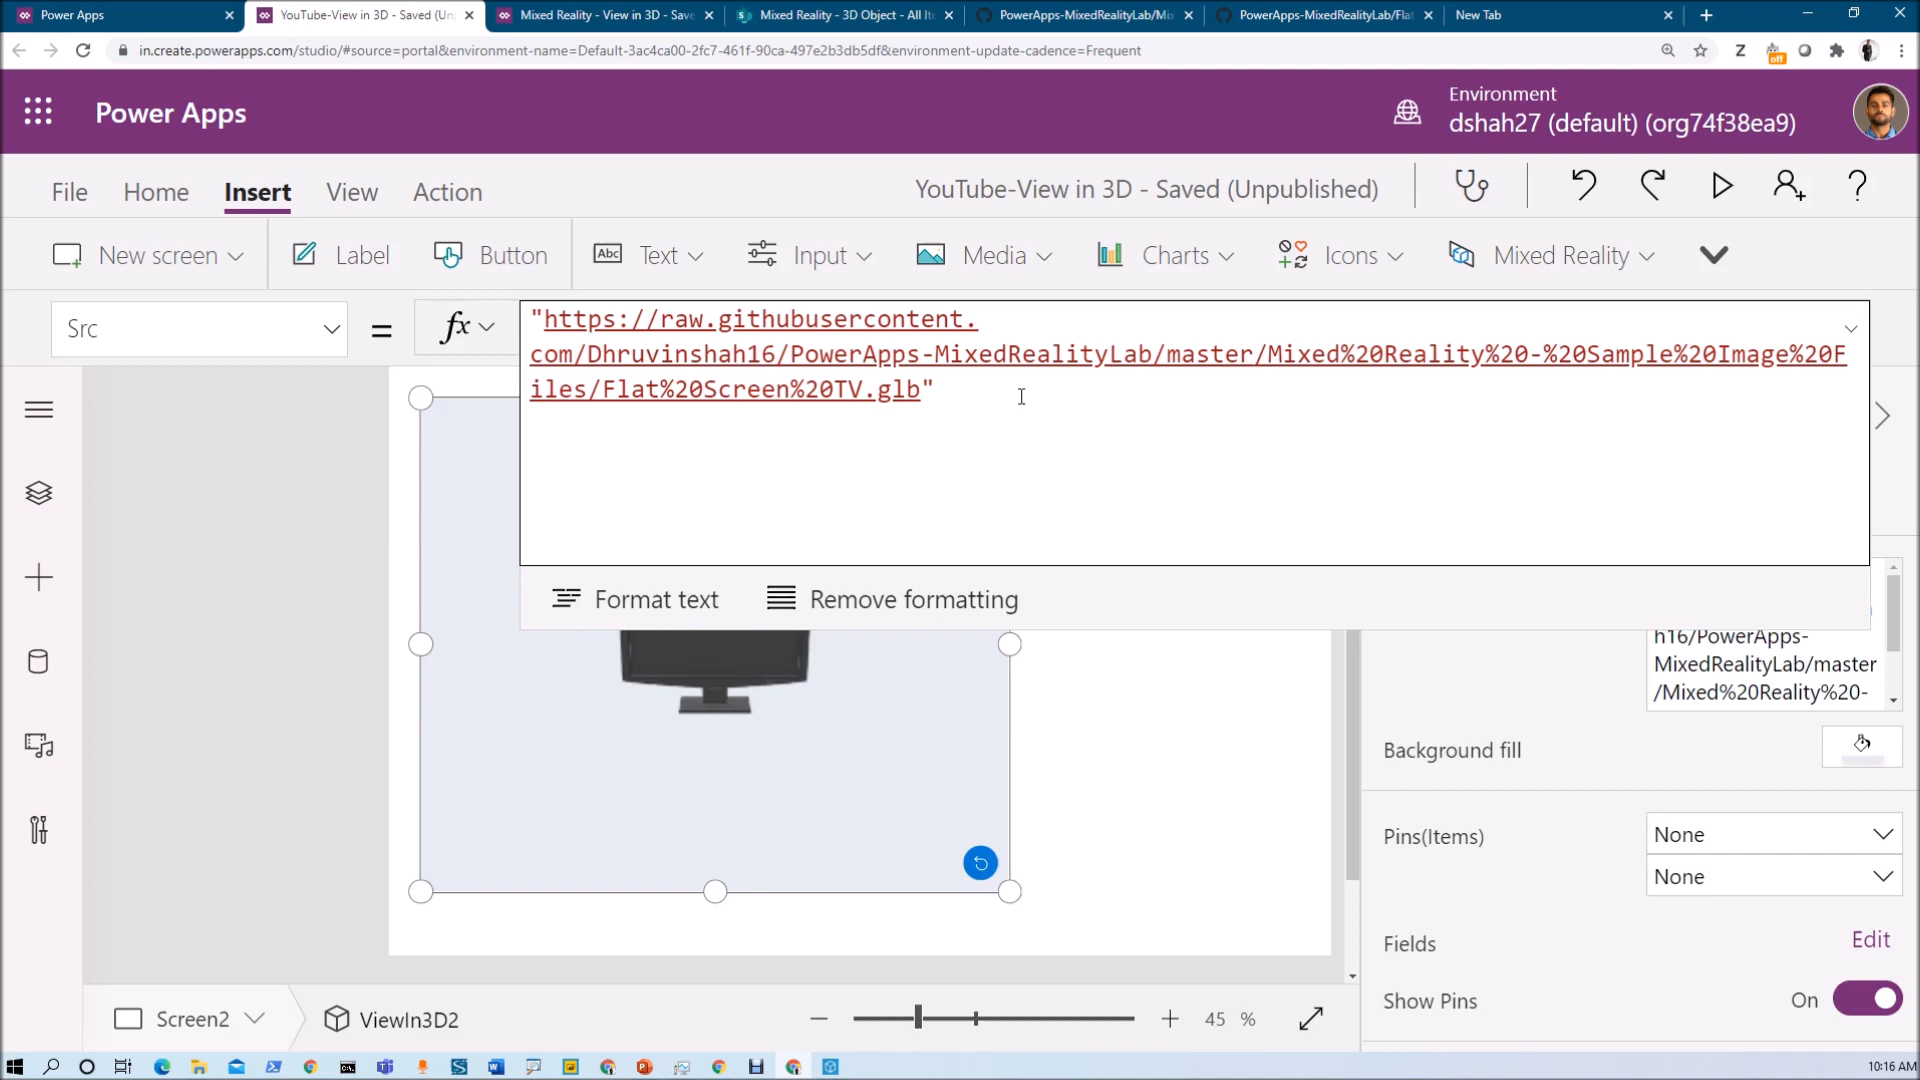 Power Apps
YouTube-View in 3D - Saved (Un
Mixed Reality - View in 3D - Save
Mixed Reality - 3D Object - All It
PowerApps-MixedRealityLab/Mix
PowerApps-MixedRealityLab/Flat
New Tab
in.create.powerapps.com/studio/#source=portal&environment-name=Default-3ac4ca00-2fc7-461f-90ca-497e2b3db5df&environment-update-cadence=Frequent
Z
off
Power Apps
Environment
dshah27 (default) (org74f38ea9)
File Home Insert View Action
YouTube-View in 3D - Saved (Unpublished)
New screen
Label
Button
Abc Text
Input
Media
Charts
Icons
Mixed Reality
Src
=
fx
"https://raw.githubusercontent.
com/Dhruvinshah16/PowerApps-MixedRealityLab/master/Mixed%20Reality%20-%20Sample%20Image%20F
iles/Flat%20Screen%20TV.glb"
Format text
Remove formatting
h16/PowerApps-
MixedRealityLab/master
/Mixed%20Reality%20-
Background fill
Pins(Items)
None
None
Fields
Edit
Show Pins
On
Screen2
ViewIn3D2
45 %
10:16 AM